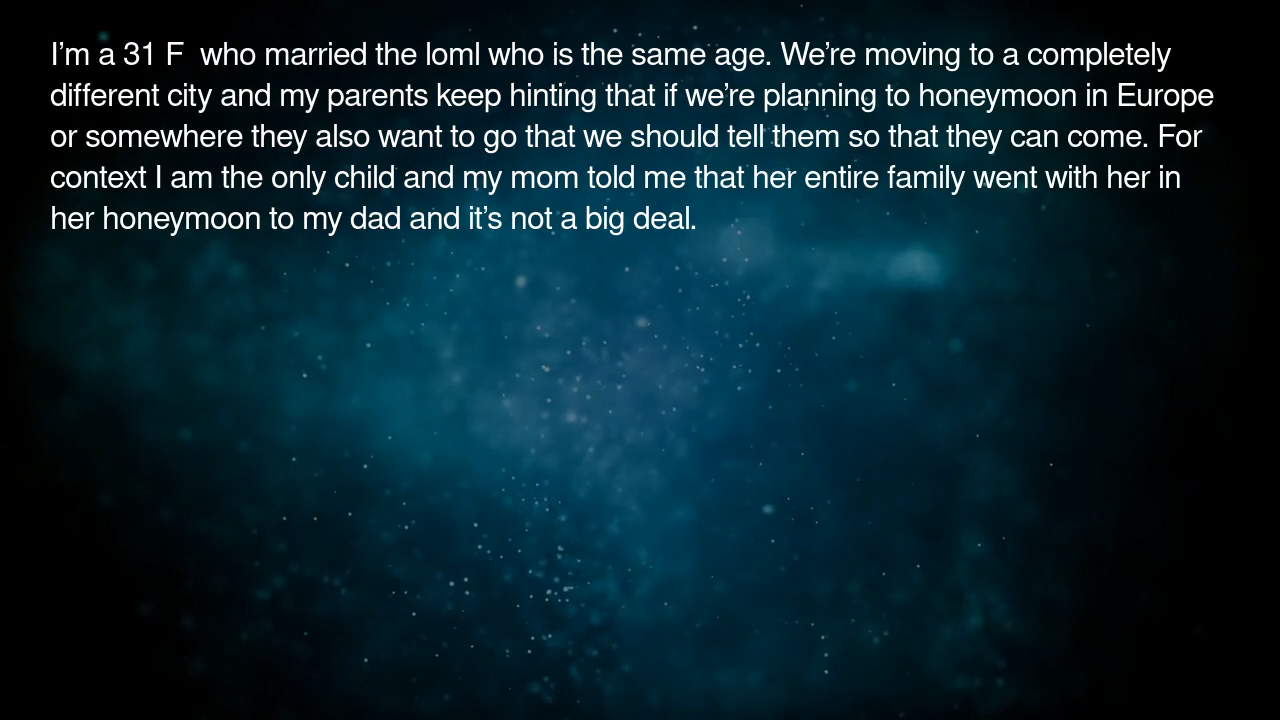 I’m a 31 F  who married the loml who is the same age. We’re moving to a completely
different city and my parents keep hinting that if we’re planning to honeymoon in Europe
or somewhere they also want to go that we should tell them so that they can come. For
context I am the only child and my mom told me that her entire family went with her in
her honeymoon to my dad and it’s not a big deal.